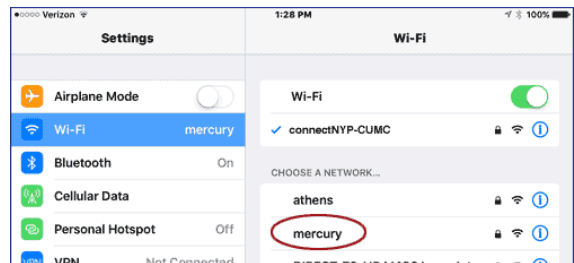 Verizon 1:28 PM 100%
Settings
Wi-Fi
Airplane Mode
Wi-Fi mercury
Bluetooth On
Cellular Data
Personal Hotspot Off
VPN Not Connected
Wi-Fi
connectNYP-CUMC
CHOOSE A NETWORK...
athens
mercury